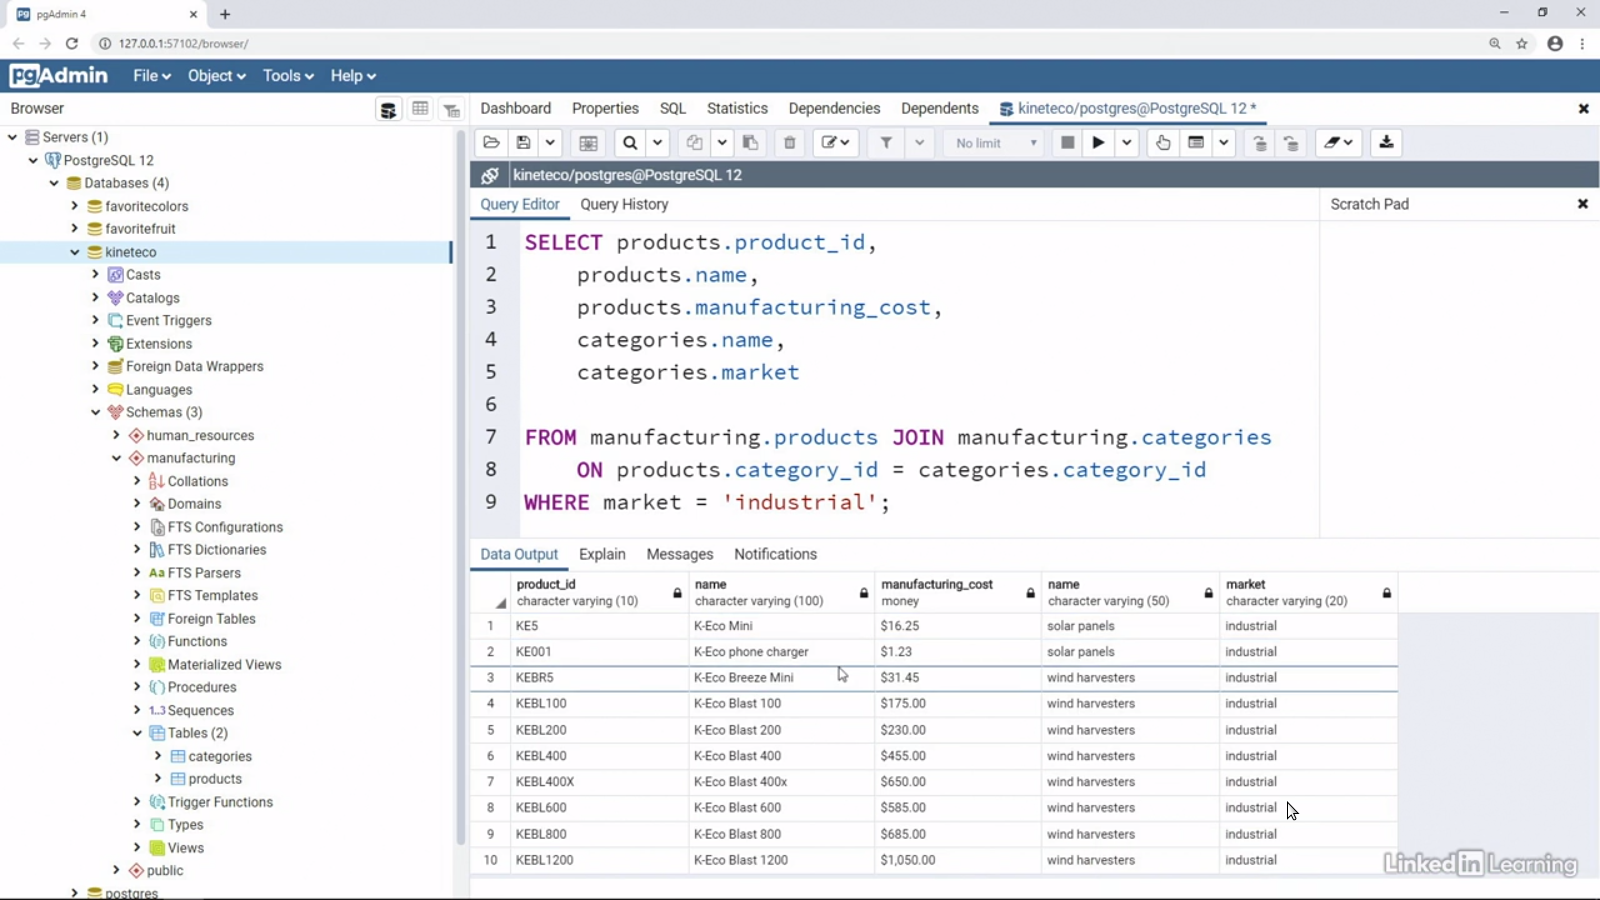 pgAdmin 4
127.0.0.1:57102/browser/
pgAdmin File Object Tools Help
Browser
Dashboard Properties SQL Statistics Dependencies Dependents kineteco/postgres@PostgreSQL 12 *
Servers (1)
PostgreSQL 12
Databases (4)
favoritecolors
favoritefruit
kineteco
Casts
Catalogs
Event Triggers
Extensions
Foreign Data Wrappers
Languages
Schemas (3)
human_resources
manufacturing
Collations
Domains
FTS Configurations
FTS Dictionaries
Aa FTS Parsers
FTS Templates
Foreign Tables
Functions
Materialized Views
Procedures
1..3 Sequences
Tables (2)
categories
products
Trigger Functions
Types
Views
public
postgres
No limit
kineteco/postgres@PostgreSQL 12
Query Editor Query History
Scratch Pad
1 SELECT products.product_id,
2 products.name,
3 products.manufacturing_cost,
4 categories.name,
5 categories.market
6
7 FROM manufacturing.products JOIN manufacturing.categories
8 ON products.category_id = categories.category_id
9 WHERE market = 'industrial';
Data Output Explain Messages Notifications
product_id name manufacturing_cost name market
character varying (10) character varying (100) money character varying (50) character varying (20)
1 KE5 K-Eco Mini $16.25 solar panels industrial
2 KE001 K-Eco phone charger $1.23 solar panels industrial
3 KEBR5 K-Eco Breeze Mini $31.45 wind harvesters industrial
4 KEBL100 K-Eco Blast 100 $175.00 wind harvesters industrial
5 KEBL200 K-Eco Blast 200 $230.00 wind harvesters industrial
6 KEBL400 K-Eco Blast 400 $455.00 wind harvesters industrial
7 KEBL400X K-Eco Blast 400x $650.00 wind harvesters industrial
8 KEBL600 K-Eco Blast 600 $585.00 wind harvesters industrial
9 KEBL800 K-Eco Blast 800 $685.00 wind harvesters industrial
10 KEBL1200 K-Eco Blast 1200 $1,050.00 wind harvesters industrial
LinkedIn Learning